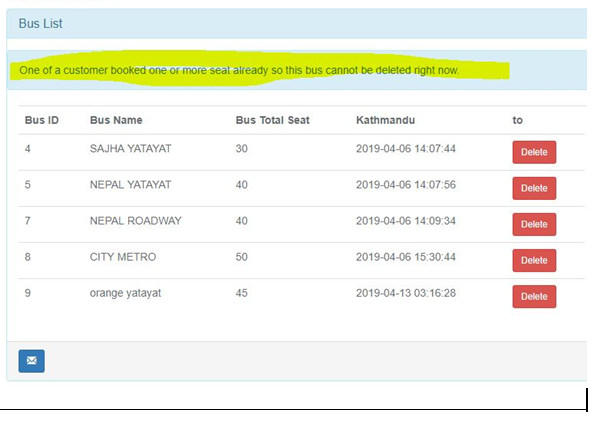 Bus List
One of a customer booked one or more seat already so this bus cannot be deleted right now.
Bus ID Bus Name Bus Total Seat Kathmandu to
4 SAJHA YATAYAT 30 2019-04-06 14:07:44 Delete
5 NEPAL YATAYAT 40 2019-04-06 14:07:56 Delete
7 NEPAL ROADWAY 40 2019-04-06 14:09:34 Delete
8 CITY METRO 50 2019-04-06 15:30:44 Delete
9 orange yatayat 45 2019-04-13 03:16:28 Delete